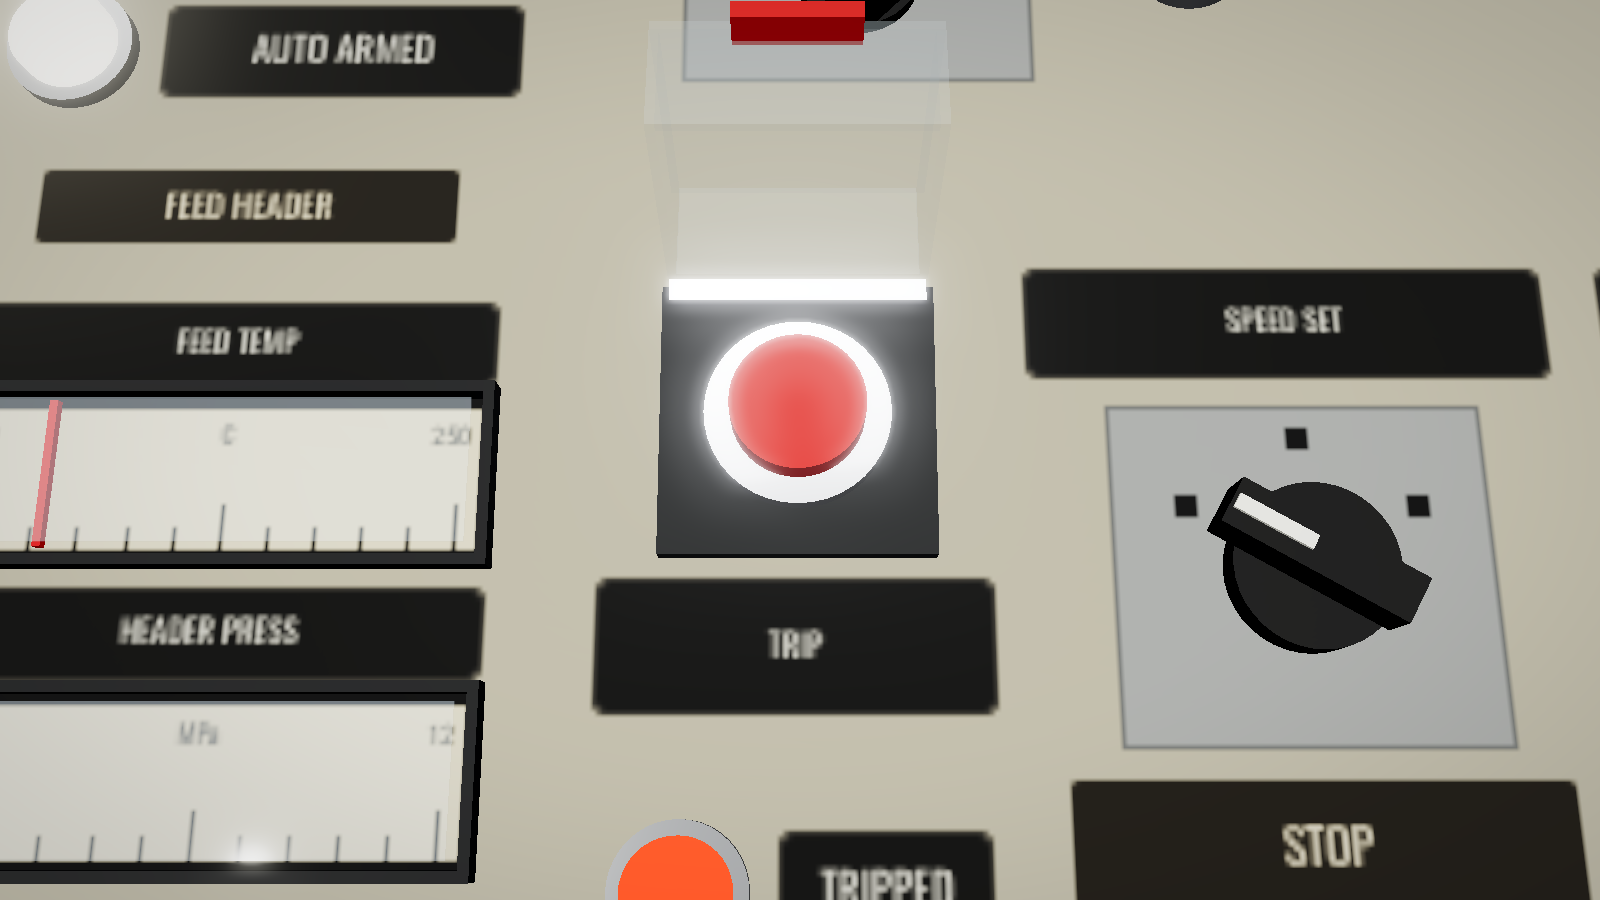 AUTO ARMED
FEED HEADER
FEED TEMP
C
250
SPEED SET
HEADER PRESS
TRIP
MPa
12
STOP
TRIPPED